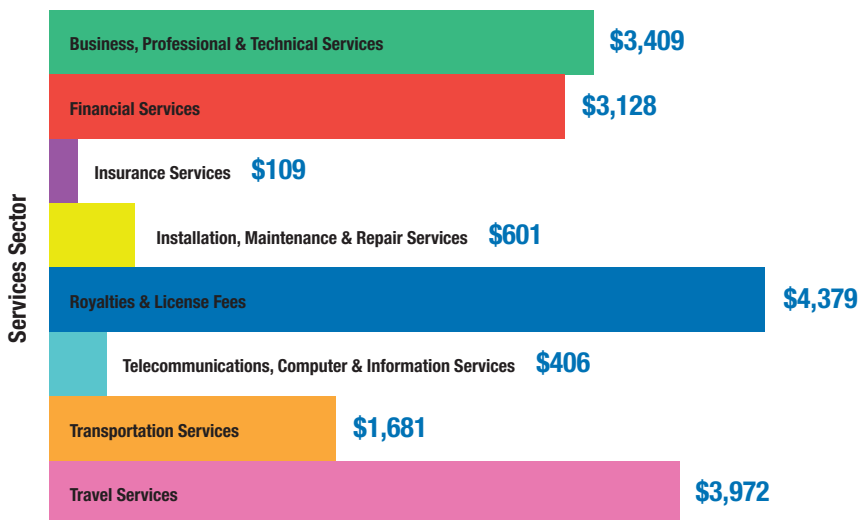 Services Sector
Business, Professional & Technical Services $3,409
Financial Services $3,128
Insurance Services $109
Installation, Maintenance & Repair Services $601
Royalties & License Fees $4,379
Telecommunications, Computer & Information Services $406
Transportation Services $1,681
Travel Services $3,972